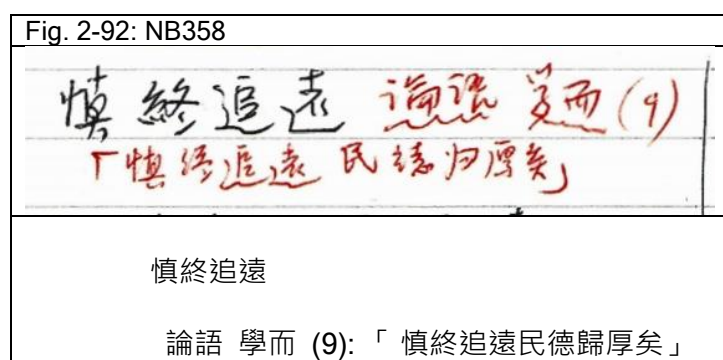 Fig. 2-92: NB358
慎終追遠 論語 学而(9)
「慎終追遠 民徳归厚矣」
慎終追遠
論語 學而 (9):「 慎終追遠民德歸厚矣」